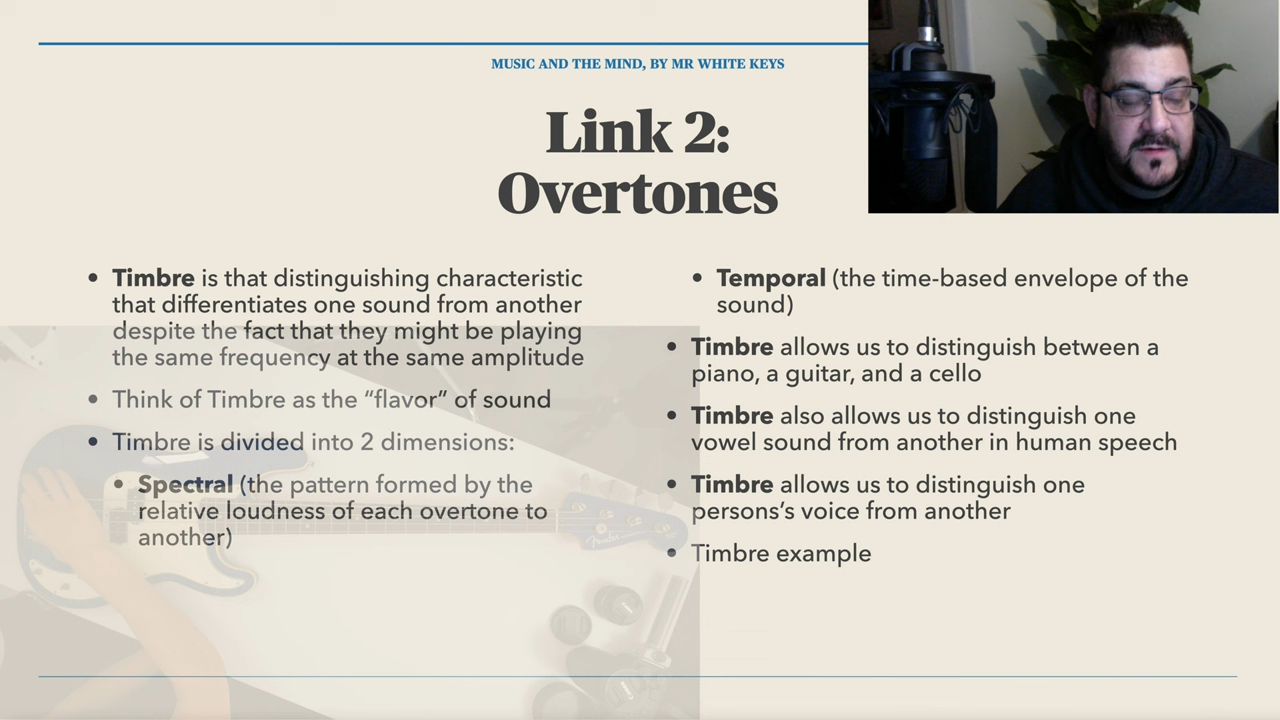 MUSIC AND THE MIND, BY MR WHITE KEYS
Link 2:
Overtones
• Timbre is that distinguishing characteristic
that differentiates one sound from another
despite the fact that they might be playing
the same frequency at the same amplitude
• Think of Timbre as the “flavor” of sound
• Timbre is divided into 2 dimensions:
• Spectral (the pattern formed by the
relative loudness of each overtone to
another)
• Temporal (the time-based envelope of the
sound)
• Timbre allows us to distinguish between a
piano, a guitar, and a cello
• Timbre also allows us to distinguish one
vowel sound from another in human speech
• Timbre allows us to distinguish one
persons’s voice from another
• Timbre example
Fender